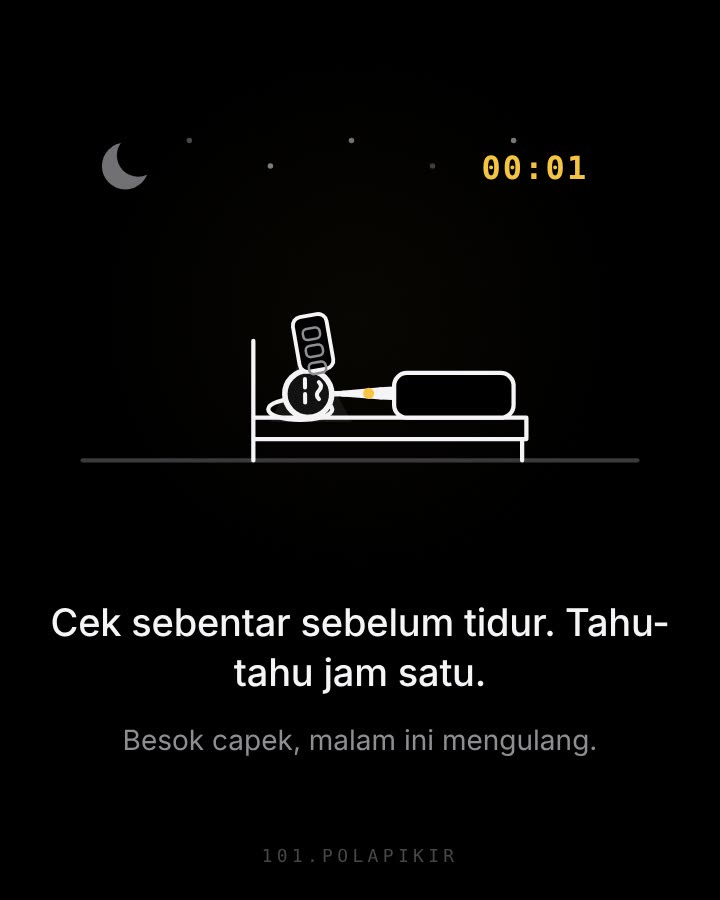 00:01
Cek sebentar sebelum tidur. Tahu-
tahu jam satu.
Besok capek, malam ini mengulang.
101.POLAPIKIR